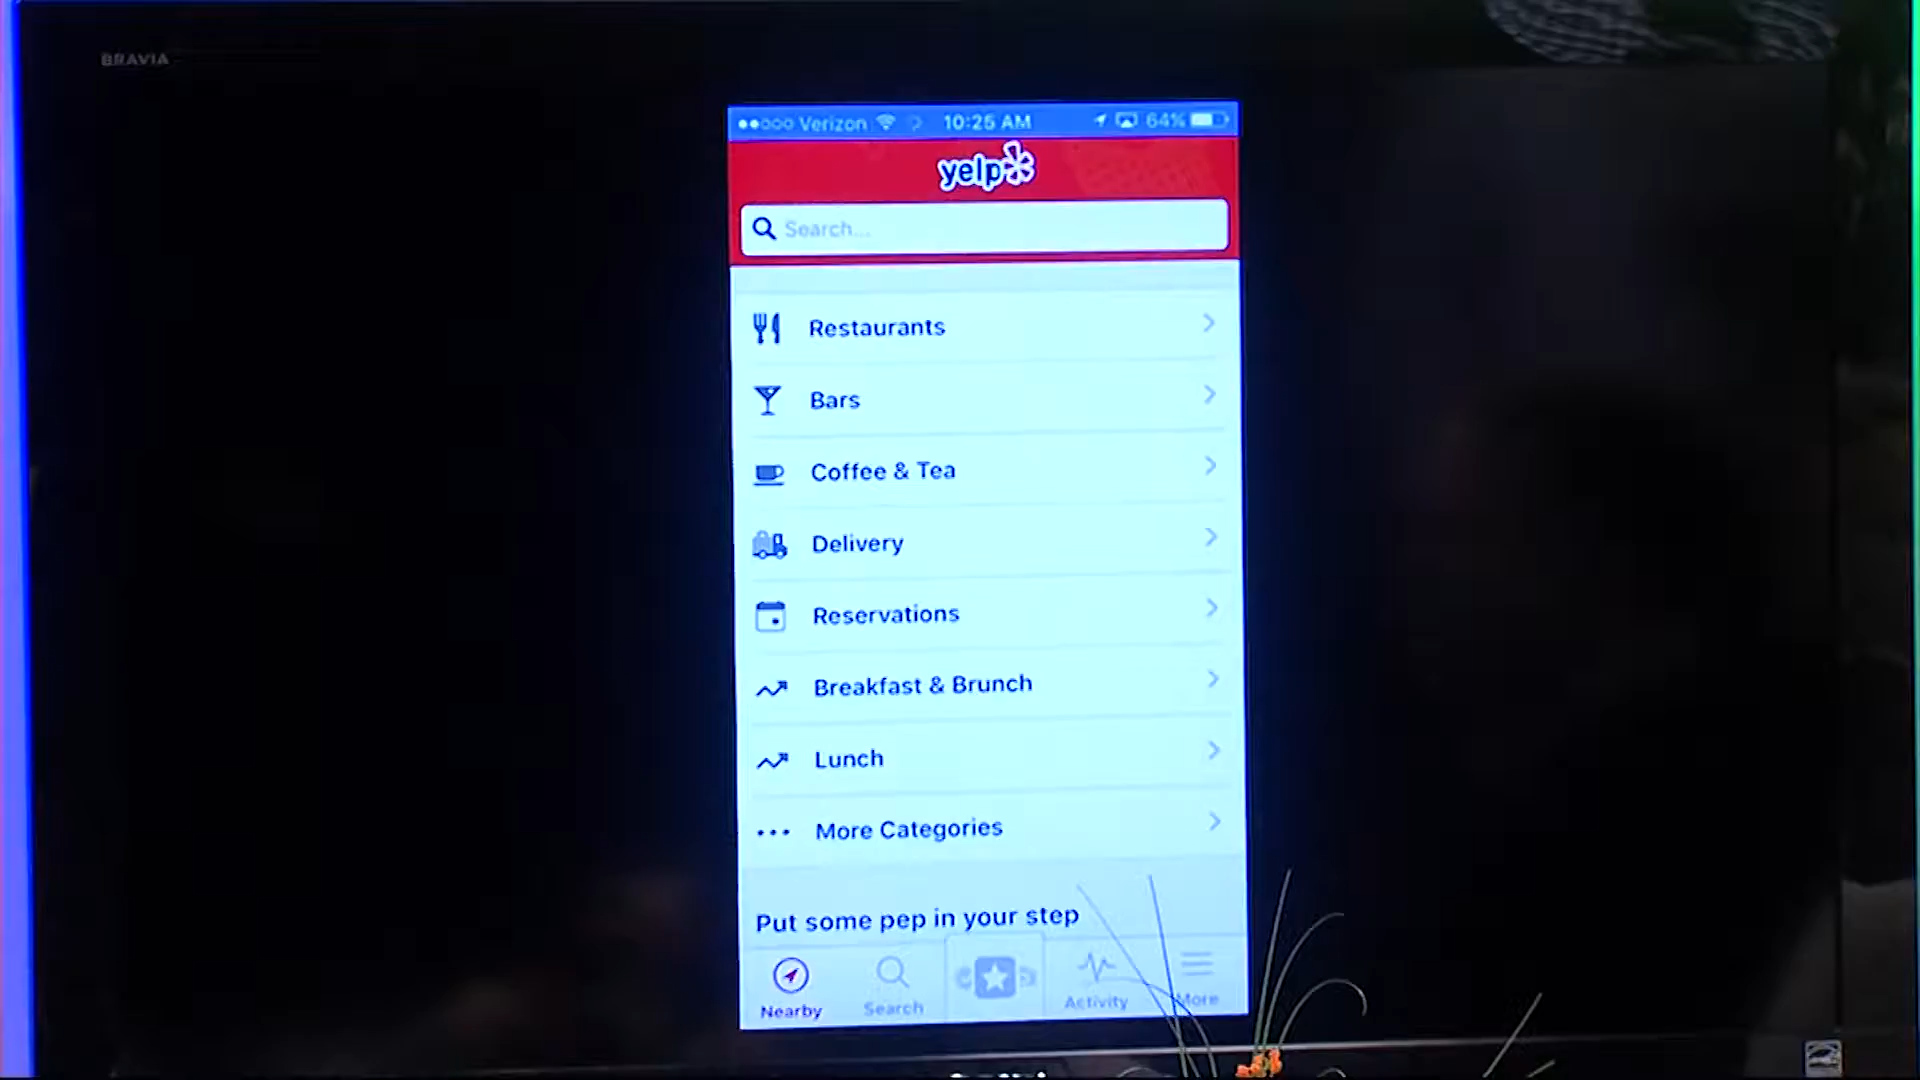 BRAVIA
Verizon 10:25 AM 64%
yelp
Search...
Restaurants
Bars
Coffee & Tea
Delivery
Reservations
Breakfast & Brunch
Lunch
More Categories
Put some pep in your step
Nearby Search Activity More